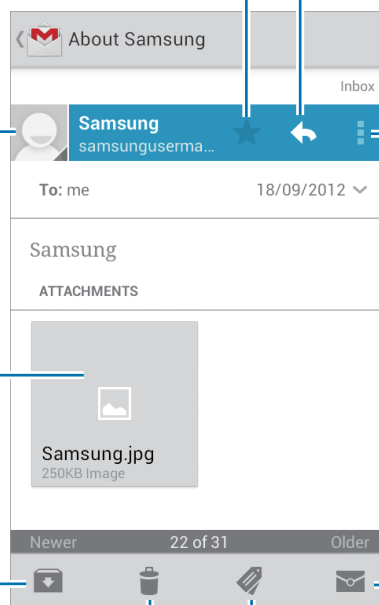 About Samsung
Inbox
Samsung
samsunguserma...
To: me 18/09/2012
Samsung
ATTACHMENTS
Samsung.jpg
250KB Image
Newer 22 of 31 Older